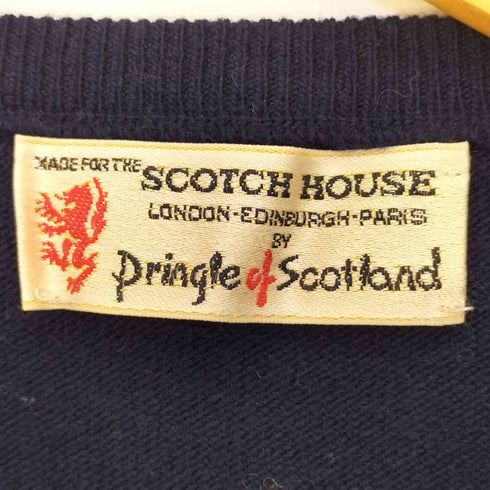 MADE FOR THE SCOTCH HOUSE
LONDON-EDINBURGH-PARIS
BY
Pringle of Scotland